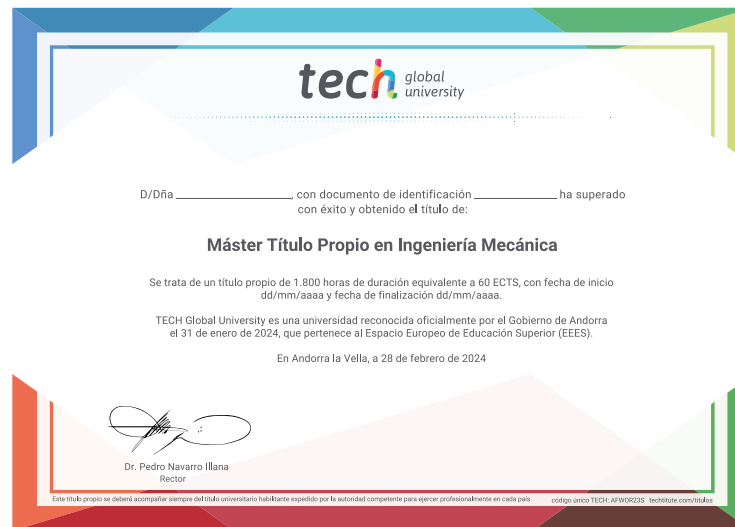 tech global university
D/Dña ____________________, con documento de identificación ______________ ha superado
con éxito y obtenido el título de:
Máster Título Propio en Ingeniería Mecánica
Se trata de un título propio de 1.800 horas de duración equivalente a 60 ECTS, con fecha de inicio
dd/mm/aaaa y fecha de finalización dd/mm/aaaa.
TECH Global University es una universidad reconocida oficialmente por el Gobierno de Andorra
el 31 de enero de 2024, que pertenece al Espacio Europeo de Educación Superior (EEES).
En Andorra la Vella, a 28 de febrero de 2024
Dr. Pedro Navarro Illana
Rector
Este título propio se deberá acompañar siempre del título universitario habilitante expedido por la autoridad competente para ejercer profesionalmente en cada país. código único TECH: AFWOR23S techtitute.com/titulos